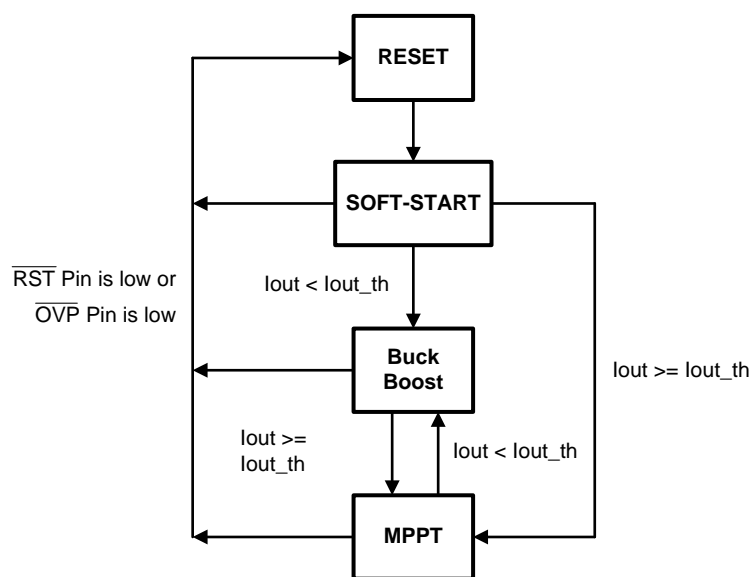 RESET
SOFT-START
RST Pin is low or
OVP Pin is low
Iout < Iout_th
Buck
Boost
Iout >= Iout_th
Iout >=
Iout_th
Iout < Iout_th
MPPT